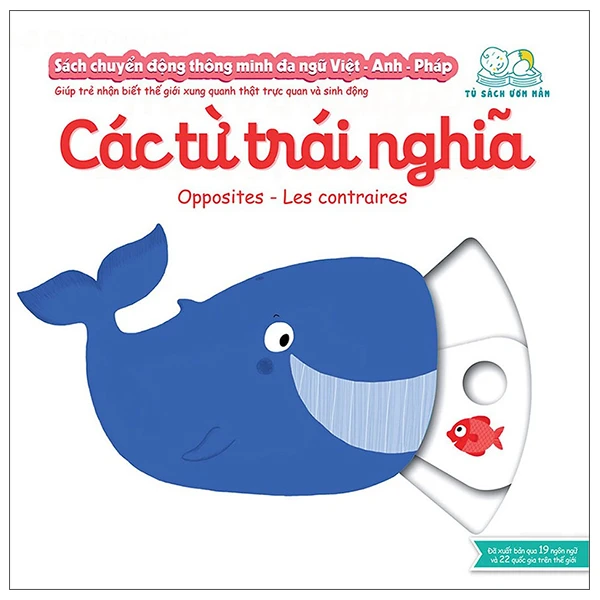 Sách chuyển động thông minh đa ngữ Việt - Anh - Pháp
Giúp trẻ nhận biết thế giới xung quanh thật trực quan và sinh động
TỦ SÁCH ƯƠM MẦM
Các từ trái nghĩa
Opposites - Les contraires
Đã xuất bản qua 19 ngôn ngữ
và 22 quốc gia trên thế giới